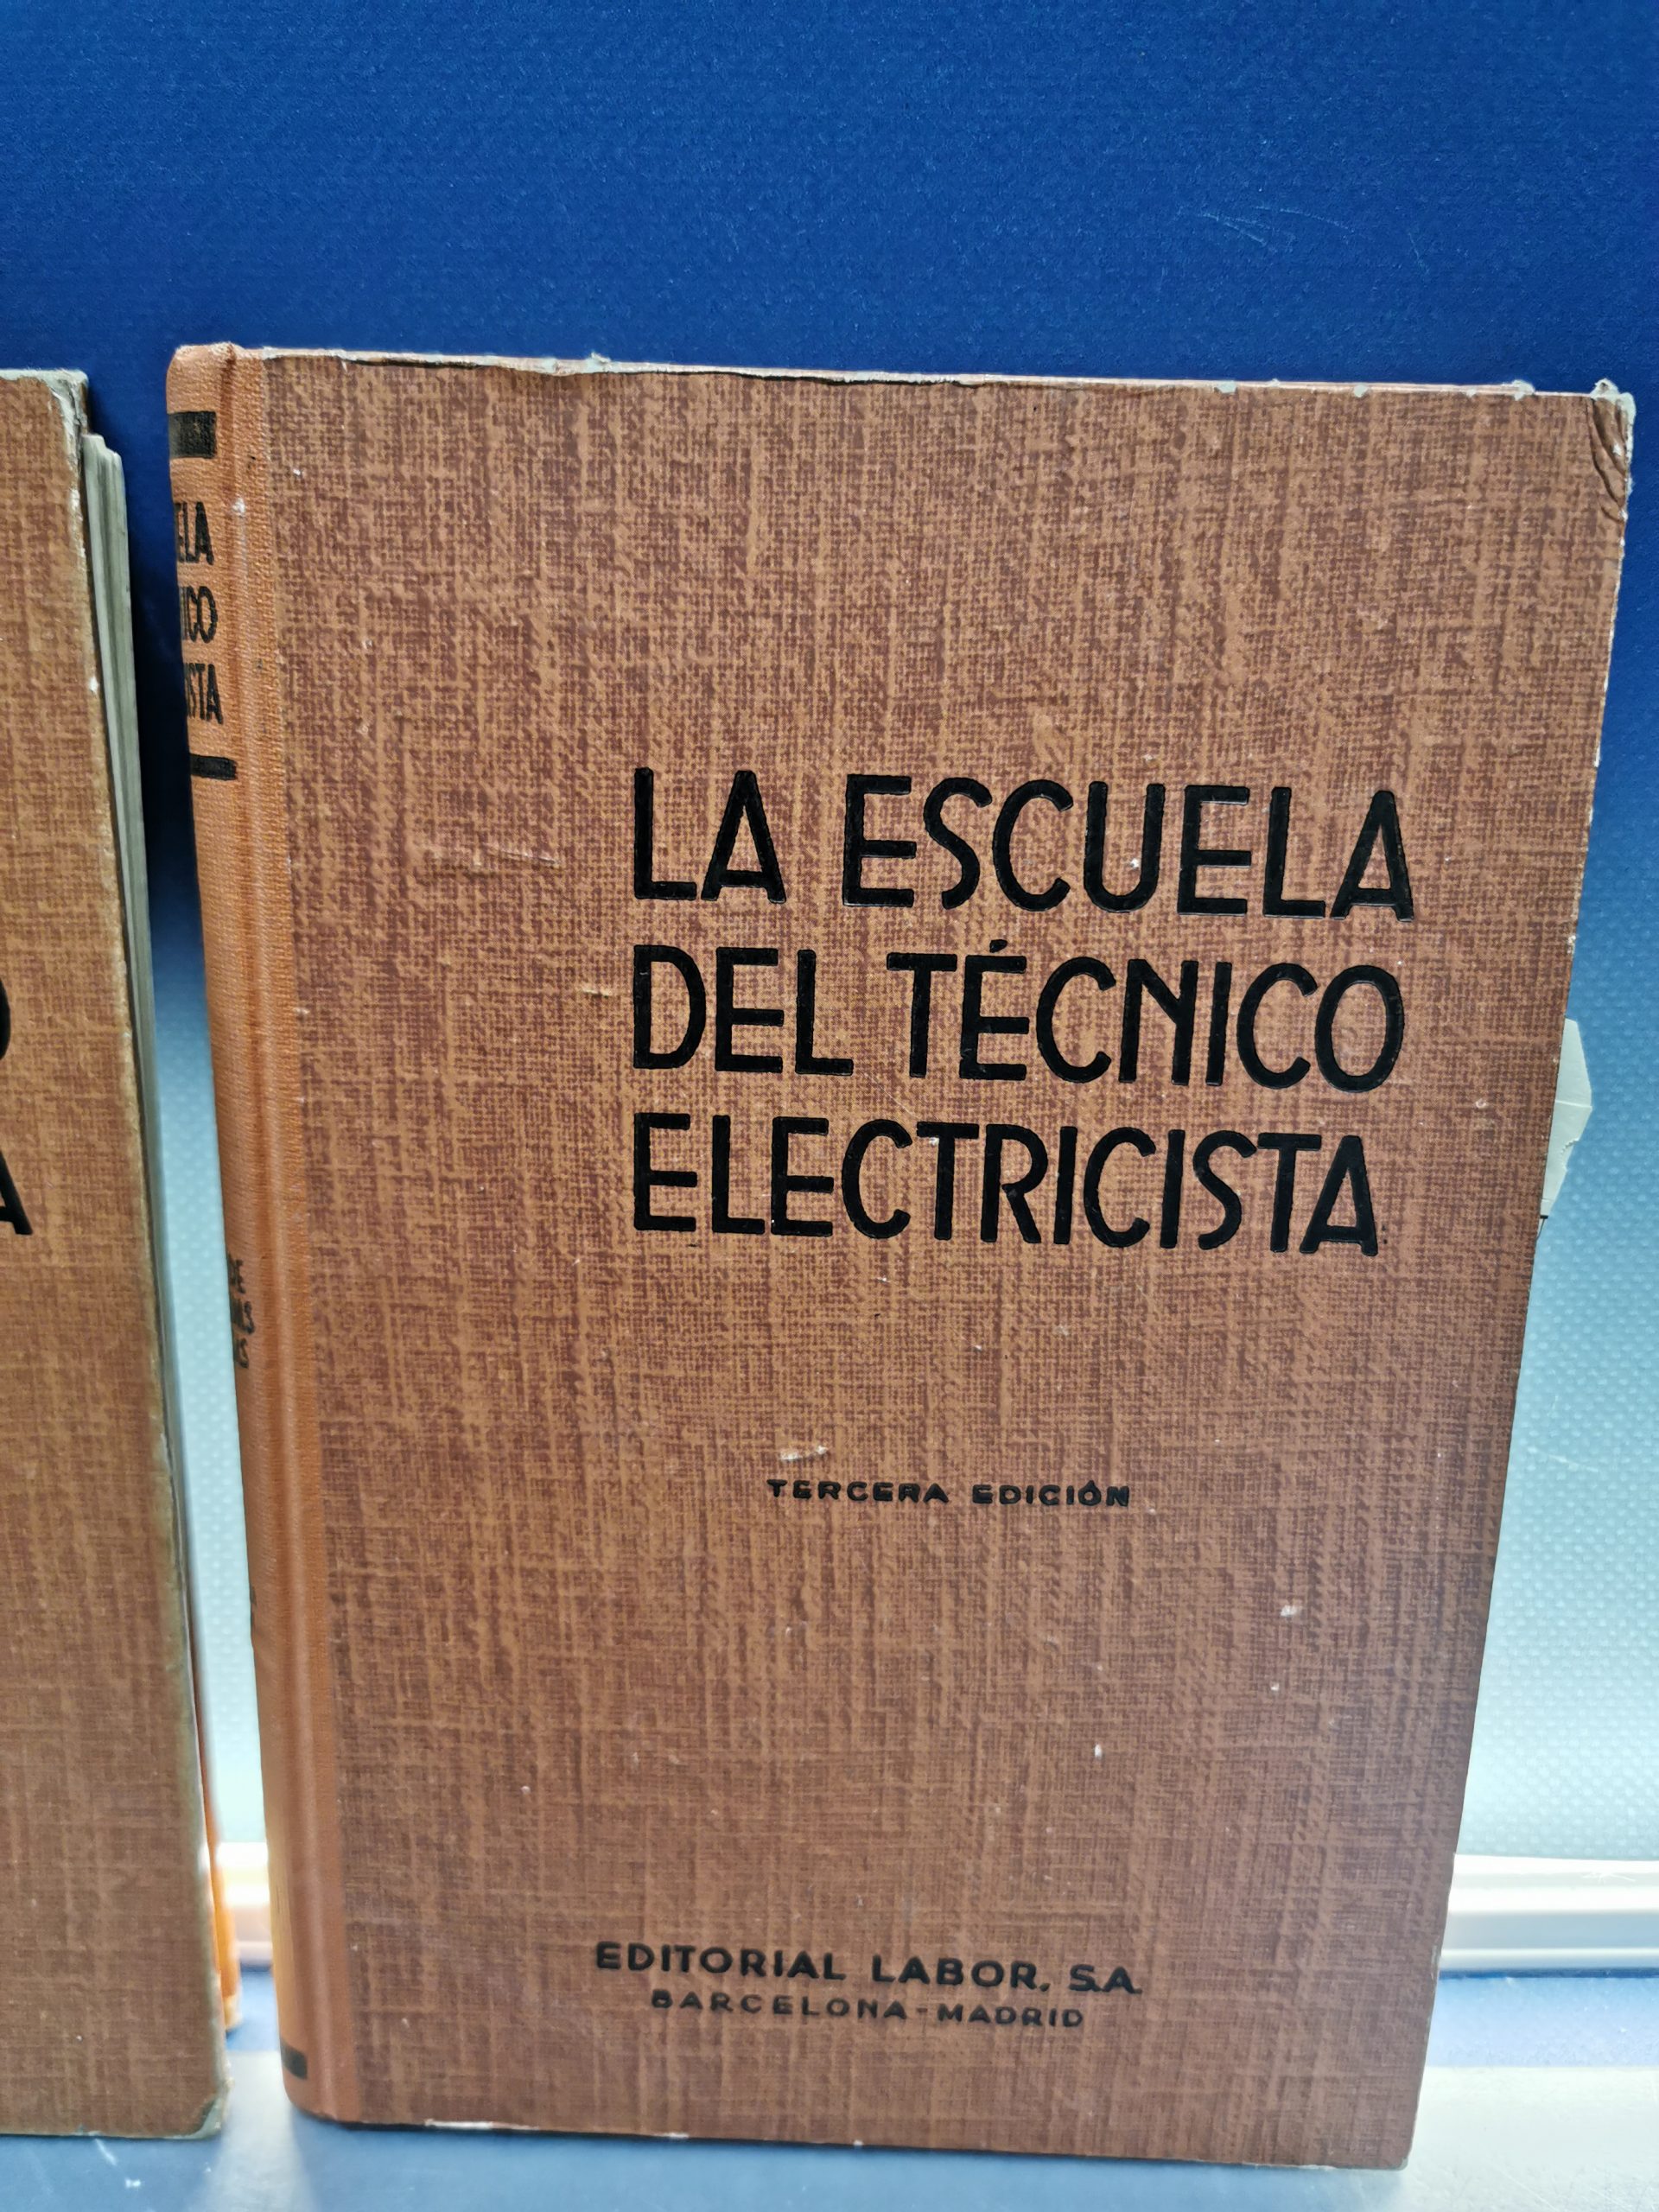 LA ESCUELA
DEL TÉCNICO
ELECTRICISTA
TERCERA EDICIÓN
EDITORIAL LABOR, S.A.
BARCELONA-MADRID